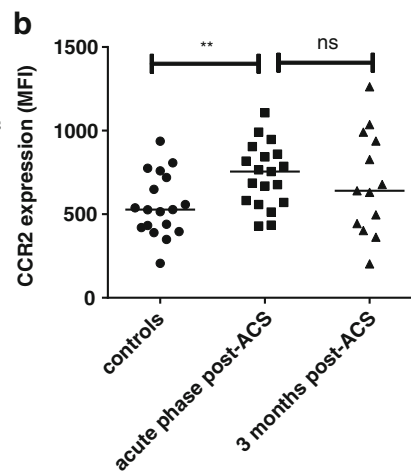 b
** ns
CCR2 expression (MFI)
1500
1000
500
0
controls
acute phase post-ACS
3 months post-ACS